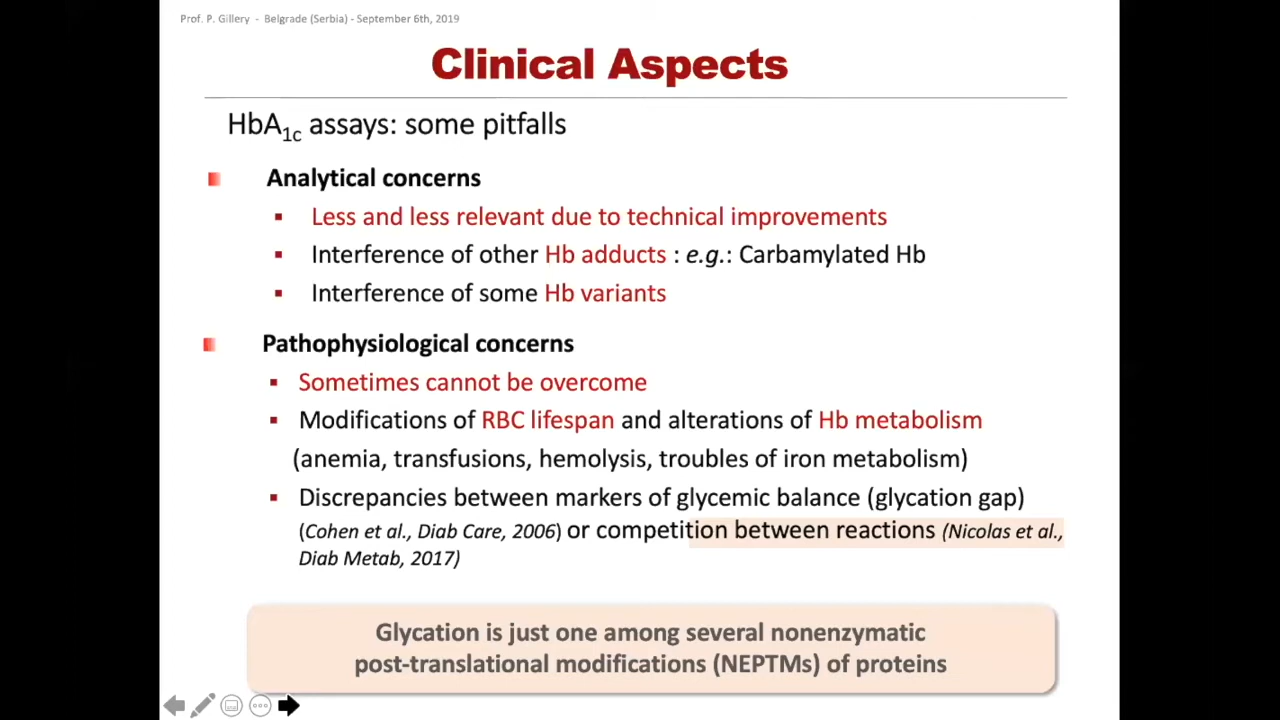 Prof. P. Gillery - Belgrade (Serbia) - September 6th, 2019
Clinical Aspects
HbA1c assays: some pitfalls
Analytical concerns
Less and less relevant due to technical improvements
Interference of other Hb adducts : e.g.: Carbamylated Hb
Interference of some Hb variants
Pathophysiological concerns
Sometimes cannot be overcome
Modifications of RBC lifespan and alterations of Hb metabolism
(anemia, transfusions, hemolysis, troubles of iron metabolism)
Discrepancies between markers of glycemic balance (glycation gap)
(Cohen et al., Diab Care, 2006) or competition between reactions (Nicolas et al.,
Diab Metab, 2017)
Glycation is just one among several nonenzymatic
post-translational modifications (NEPTMs) of proteins